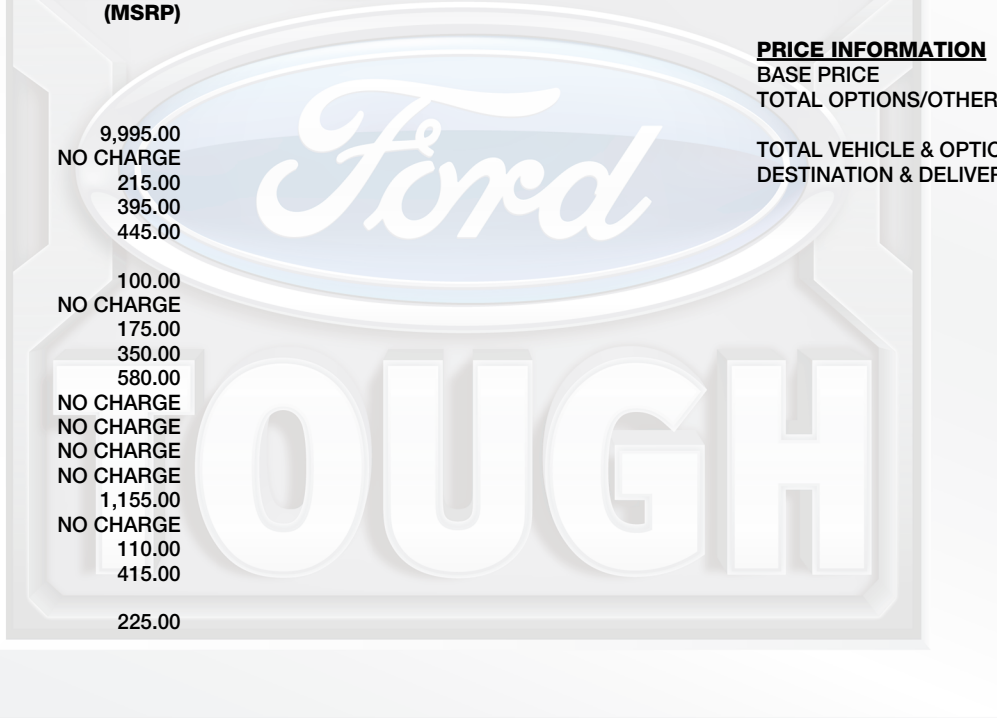 (MSRP)
9,995.00
NO CHARGE
215.00
395.00
445.00
100.00
NO CHARGE
175.00
350.00
580.00
NO CHARGE
NO CHARGE
NO CHARGE
NO CHARGE
1,155.00
NO CHARGE
110.00
415.00
225.00
PRICE INFORMATION
BASE PRICE
TOTAL OPTIONS/OTHER
TOTAL VEHICLE & OPTIO
DESTINATION & DELIVER
Ford
TOUGH